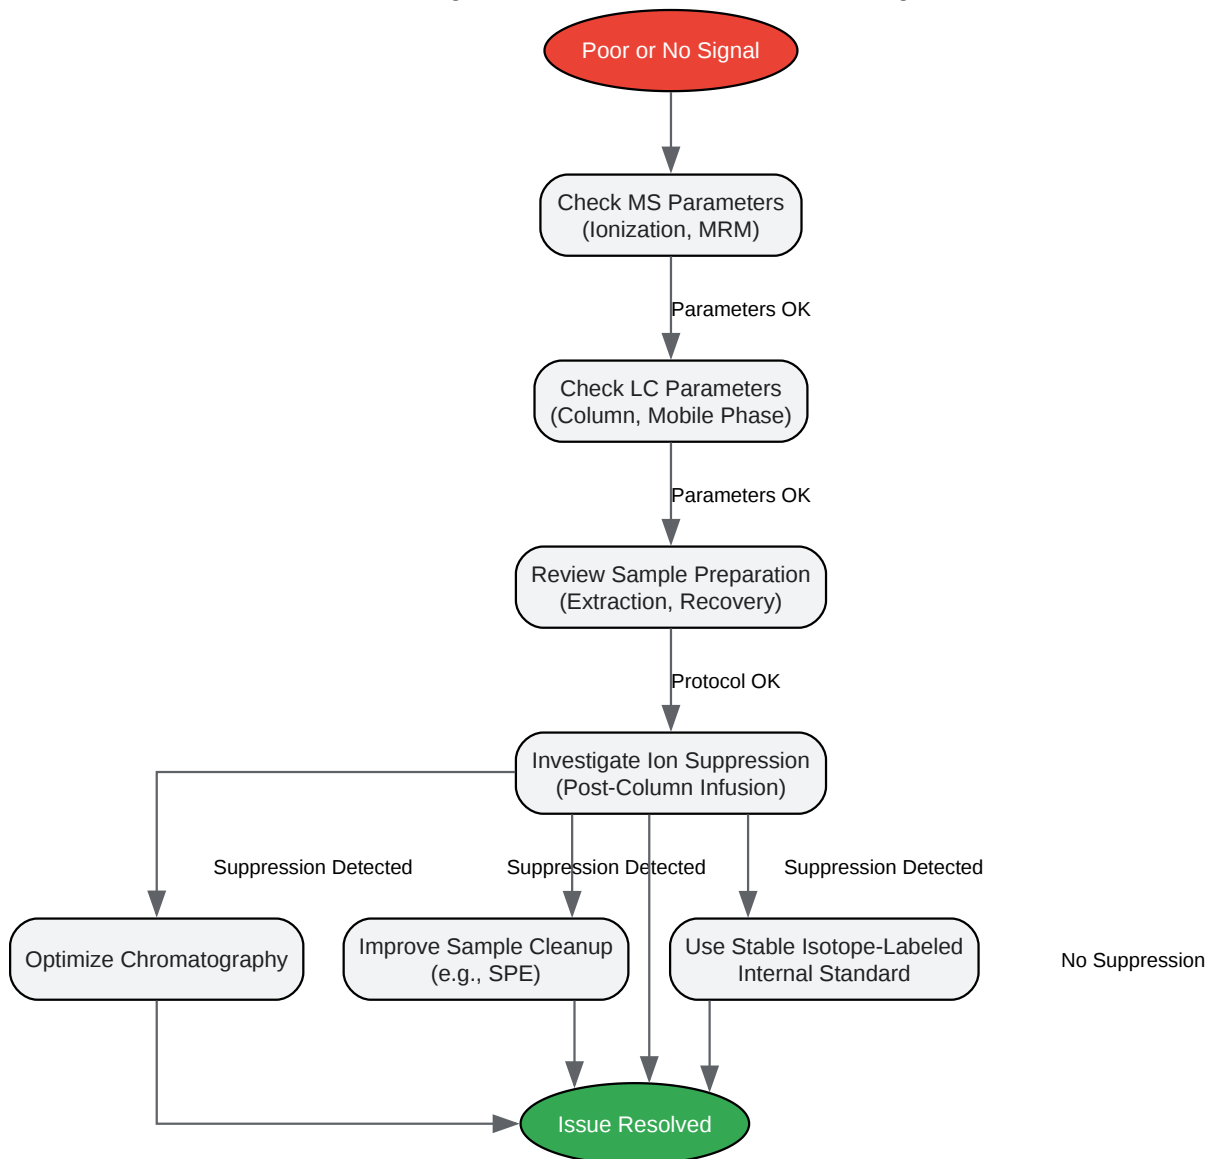 Poor or No Signal
Check MS Parameters
(Ionization, MRM)
Parameters OK
Check LC Parameters
(Column, Mobile Phase)
Parameters OK
Review Sample Preparation
(Extraction, Recovery)
Protocol OK
Investigate Ion Suppression
(Post-Column Infusion)
Suppression Detected
Suppression Detected
Suppression Detected
Optimize Chromatography
Improve Sample Cleanup
(e.g., SPE)
Use Stable Isotope-Labeled
Internal Standard
No Suppression
Issue Resolved